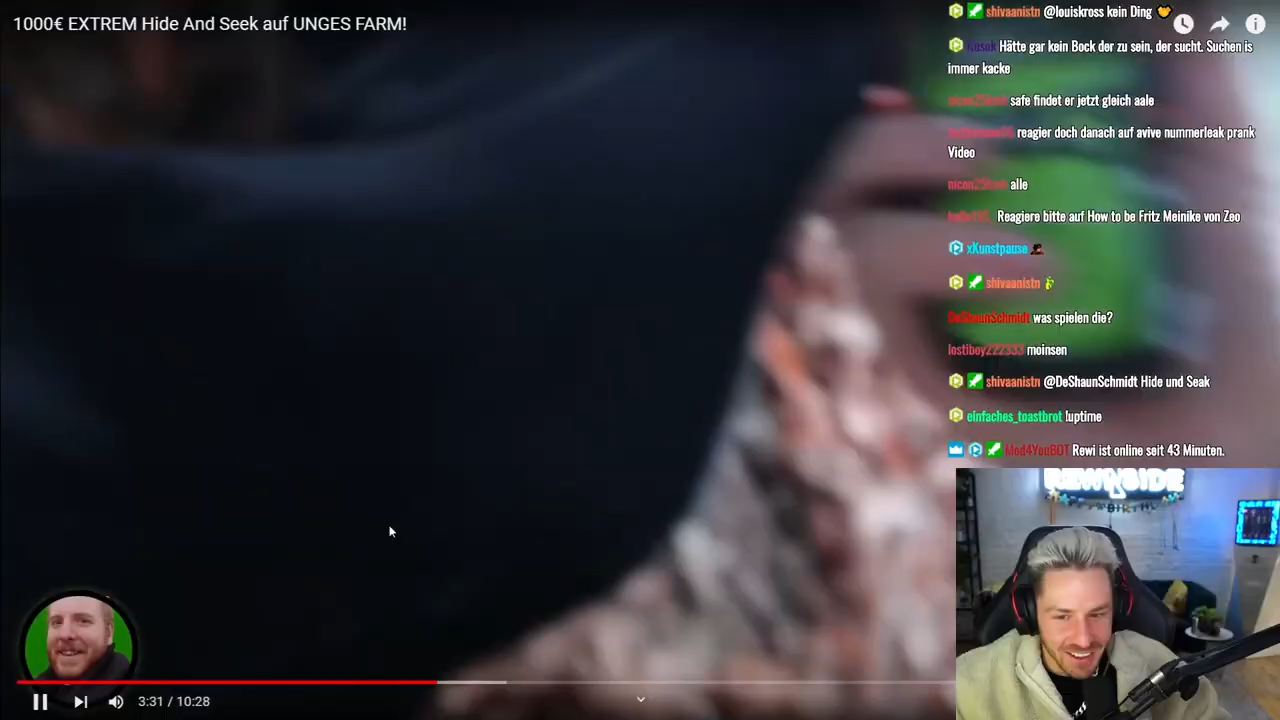 1000€ EXTREM Hide And Seek auf UNGES FARM!
shivaanistn @louiskross kein Ding
Hätte gar kein Bock der zu sein, der sucht. Suchen is
immer kacke
safe findet er jetzt gleich aale
reagier doch danach auf avive nummerleak prank
Video
alle
Reagiere bitte auf How to be Fritz Meinike von Zeo
xKunstpause
shivaanistn
DeShaunSchmidt was spielen die?
lostiboy222333 moinsen
shivaanistn @DeShaunSchmidt Hide und Seak
einfaches_toastbrot !uptime
Mod4YouBOT Rewi ist online seit 43 Minuten.
REWINSIDE
3:31 / 10:28